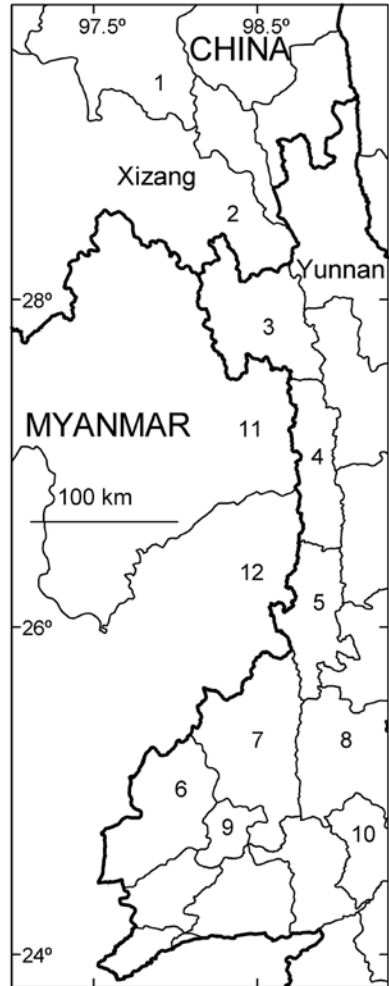 97.5º 98.5º
CHINA
1
Xizang
2
Yunnan
28º
3
MYANMAR 11
4
100 km
12
5
26º
7 8
6
9 10
24º